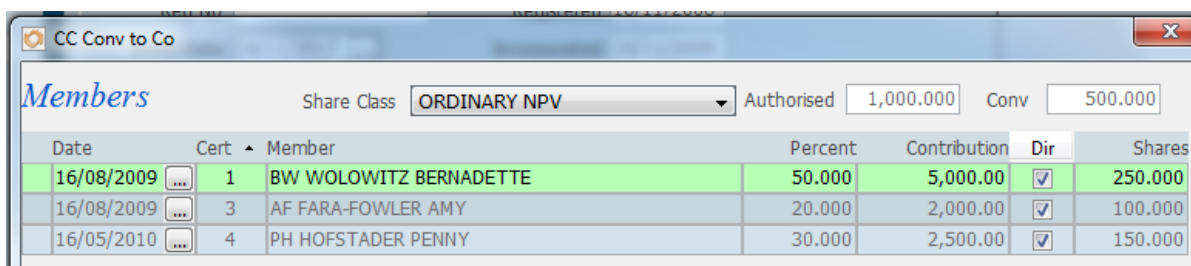 CC Conv to Co
Members Share Class ORDINARY NPV Authorised 1,000.000 Conv 500.000
Date Cert Member Percent Contribution Dir Shares
16/08/2009 ... 1 BW WOLOWITZ BERNADETTE 50.000 5,000.00 250.000
16/08/2009 ... 3 AF FARA-FOWLER AMY 20.000 2,000.00 100.000
16/05/2010 ... 4 PH HOFSTADER PENNY 30.000 2,500.00 150.000